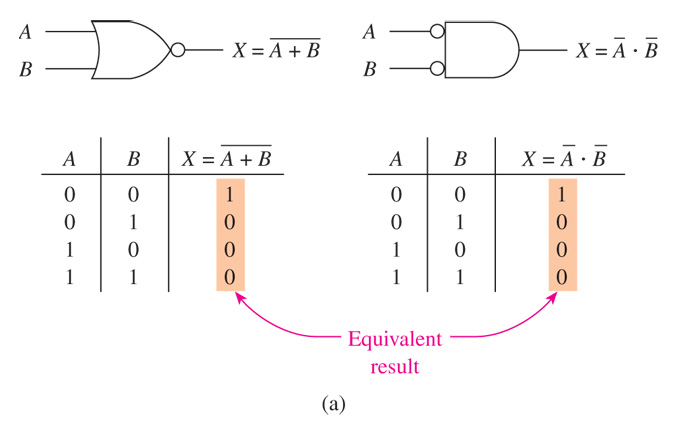 A
B
X = \overline{A + B}
A
B
X = \overline{A} · \overline{B}
A B X = \overline{A + B}
0 0 1
0 1 0
1 0 0
1 1 0
A B X = \overline{A} · \overline{B}
0 0 1
0 1 0
1 0 0
1 1 0
Equivalent
result
(a)